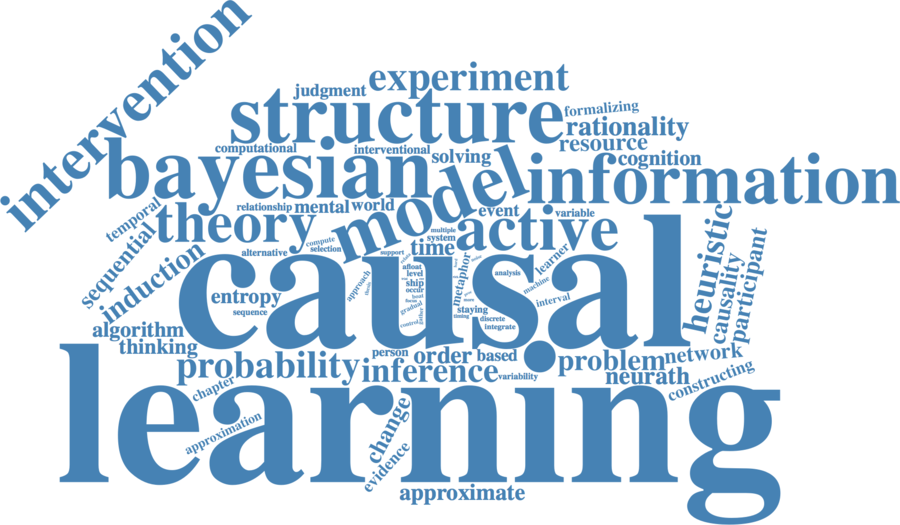 intervention
experiment
judgment
structure
formalizing
rationality
resource
computational
interventional
solving
cognition
bayesian
model
information
temporal
relationship
mental
world
event
variable
theory
multiple
system
active
heuristic
sequential
alternative
compute
selection
support
time
metaphor
learner
causality
participant
induction
causal
approach
afloat
level
ship
occur
analysis
machine
entropy
sequence
boat
gradual
control
gather
staying
timing
discrete
integrate
interval
algorithm
thinking
probability
person
order
based
inference
variability
problem
network
neurath
constructing
chapter
learning
change
approximation
evidence
approximate